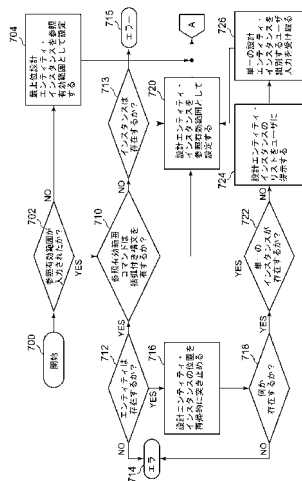 700
開始
702
参照有効範囲が
入力されたか?
NO
YES
704
最上位設計
エンティティ・
インスタンスを参照
有効範囲として設定
する
710
参照有効範囲
コマンドは
括弧付き構文を
有するか?
NO
YES
713
インスタンスは
存在するか?
NO
YES
715
エラー
712
エンティティは
存在するか?
NO
YES
714
エラー
716
設計エンティティ・
インスタンスの位置を
再帰的に突き止める
718
何か
存在するか?
NO
YES
720
設計エンティティ・
インスタンスを
参照有効範囲として
設定する
A
722
単一の
インスタンスが
存在するか?
YES
NO
724
設計エンティティ・
インスタンスの
リストをユーザに
提示する
726
単一の設計
エンティティ・
インスタンスを
識別するユーザ
入力を受け取る